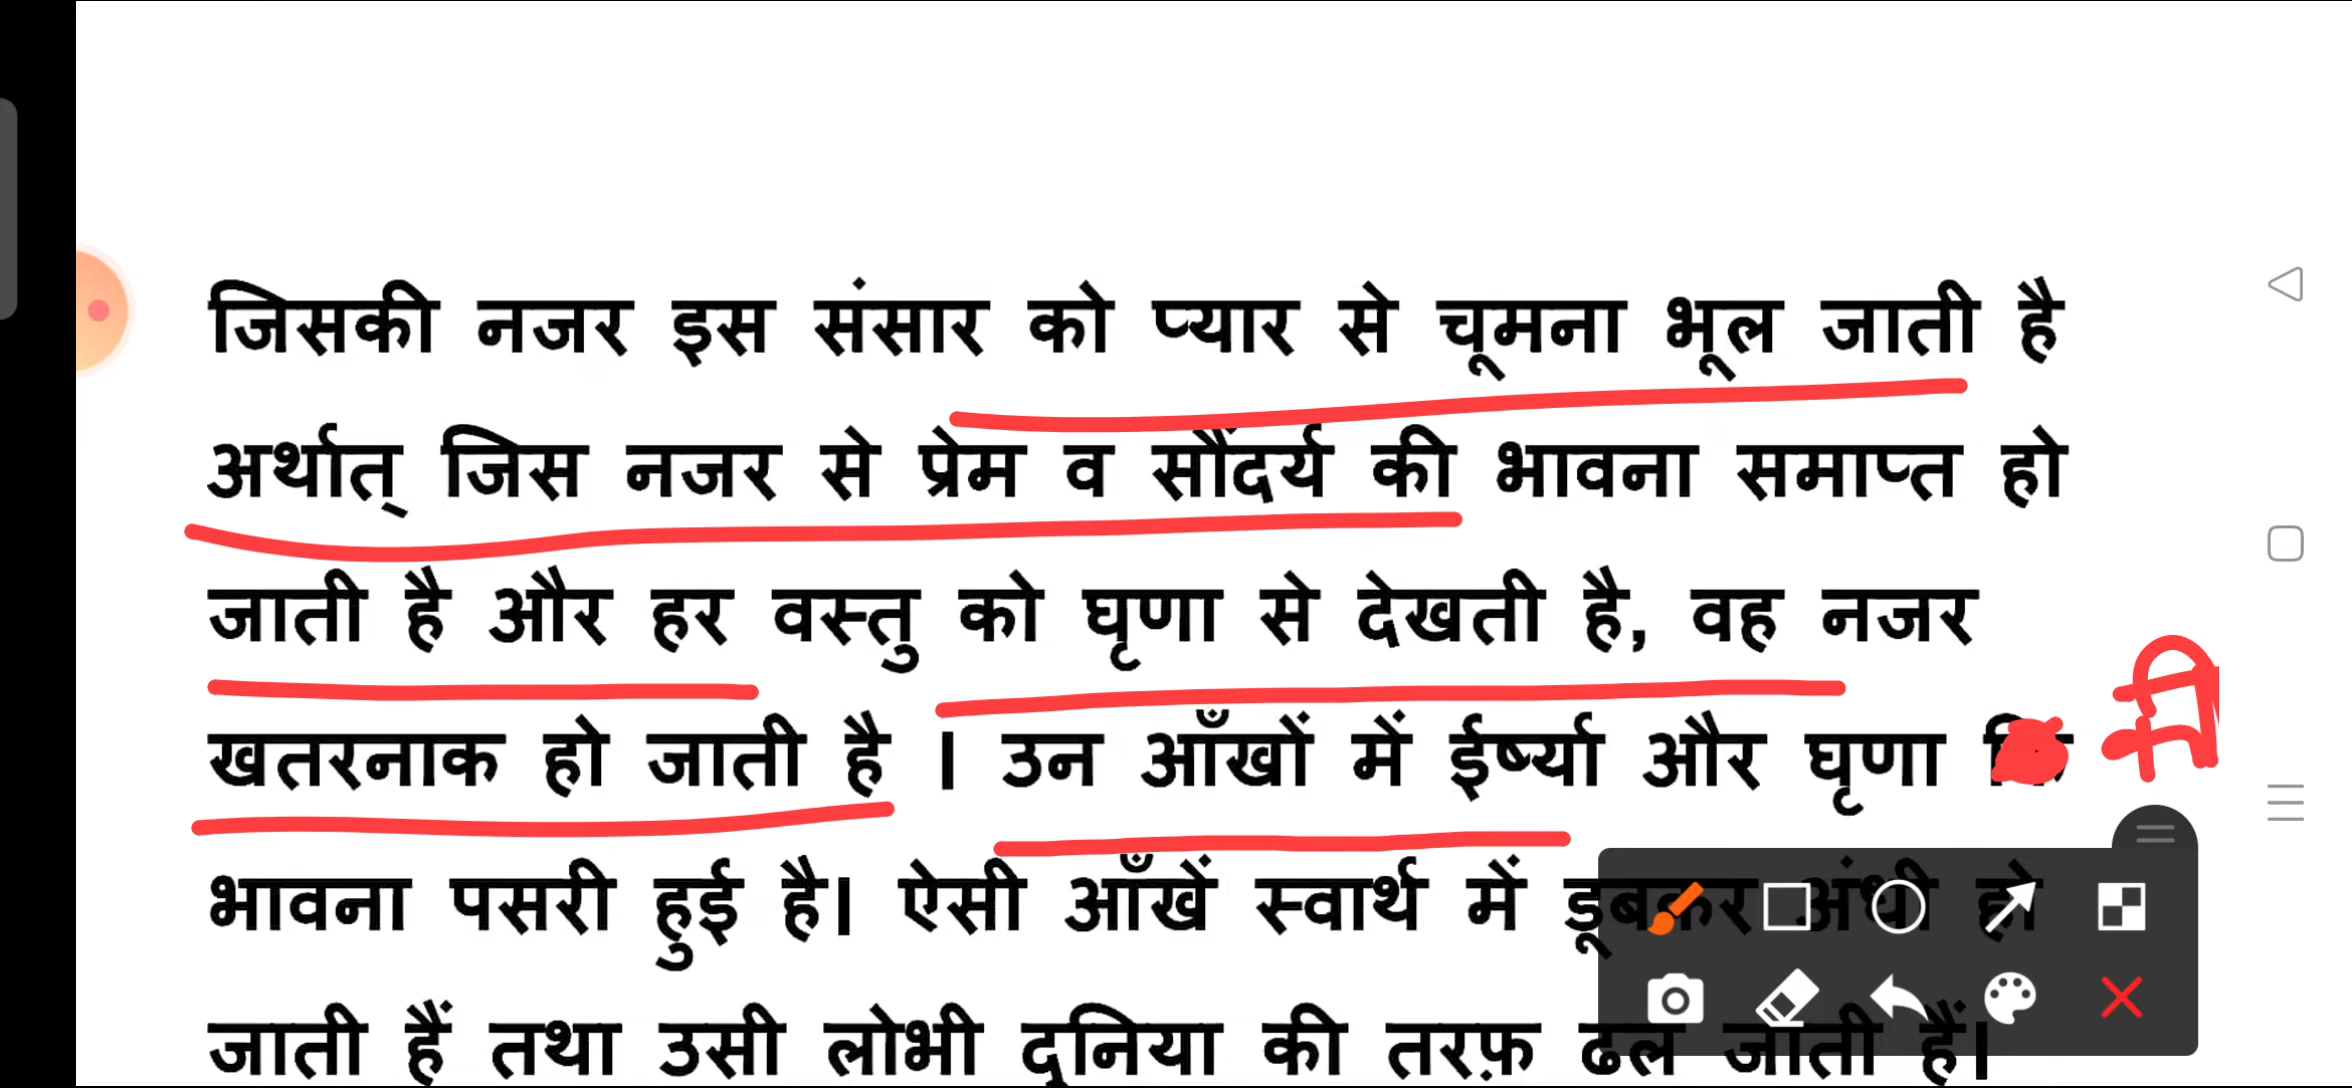 जिसकी नजर इस संसार को प्यार से चूमना भूल जाती है
अर्थात् जिस नजर से प्रेम व सौंदर्य की भावना समाप्त हो
जाती है और हर वस्तु को घृणा से देखती है, वह नजर
खतरनाक हो जाती है । उन आँखों में ईर्ष्या और घृणा
भावना पसरी हुई है। ऐसी आँखें स्वार्थ में डूबकर अंधी हो
जाती हैं तथा उसी लोभी दुनिया की तरफ़ ढल जाती हैं।